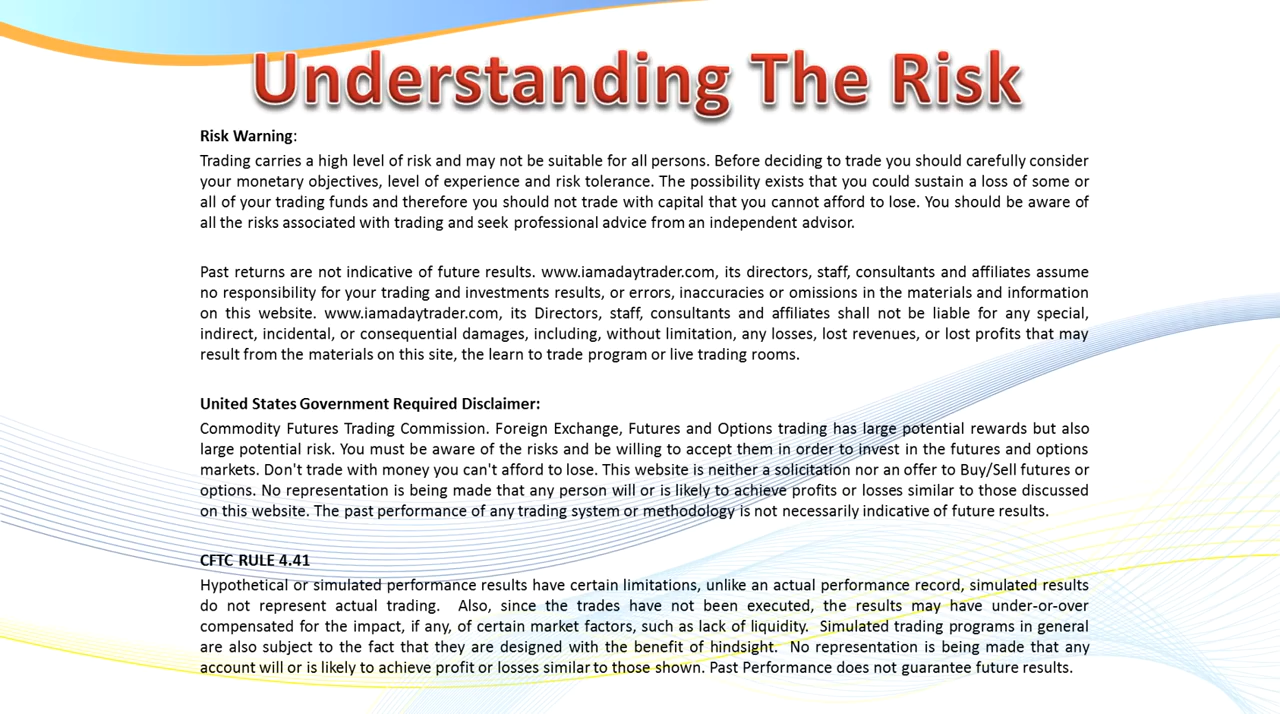 Understanding The Risk
Risk Warning:
Trading carries a high level of risk and may not be suitable for all persons. Before deciding to trade you should carefully consider
your monetary objectives, level of experience and risk tolerance. The possibility exists that you could sustain a loss of some or
all of your trading funds and therefore you should not trade with capital that you cannot afford to lose. You should be aware of
all the risks associated with trading and seek professional advice from an independent advisor.
Past returns are not indicative of future results. www.iamadaytrader.com, its directors, staff, consultants and affiliates assume
no responsibility for your trading and investments results, or errors, inaccuracies or omissions in the materials and information
on this website. www.iamadaytrader.com, its Directors, staff, consultants and affiliates shall not be liable for any special,
indirect, incidental, or consequential damages, including, without limitation, any losses, lost revenues, or lost profits that may
result from the materials on this site, the learn to trade program or live trading rooms.
United States Government Required Disclaimer:
Commodity Futures Trading Commission. Foreign Exchange, Futures and Options trading has large potential rewards but also
large potential risk. You must be aware of the risks and be willing to accept them in order to invest in the futures and options
markets. Don't trade with money you can't afford to lose. This website is neither a solicitation nor an offer to Buy/Sell futures or
options. No representation is being made that any person will or is likely to achieve profits or losses similar to those discussed
on this website. The past performance of any trading system or methodology is not necessarily indicative of future results.
CFTC RULE 4.41
Hypothetical or simulated performance results have certain limitations, unlike an actual performance record, simulated results
do not represent actual trading.  Also, since the trades have not been executed, the results may have under-or-over
compensated for the impact, if any, of certain market factors, such as lack of liquidity.  Simulated trading programs in general
are also subject to the fact that they are designed with the benefit of hindsight.  No representation is being made that any
account will or is likely to achieve profit or losses similar to those shown. Past Performance does not guarantee future results.